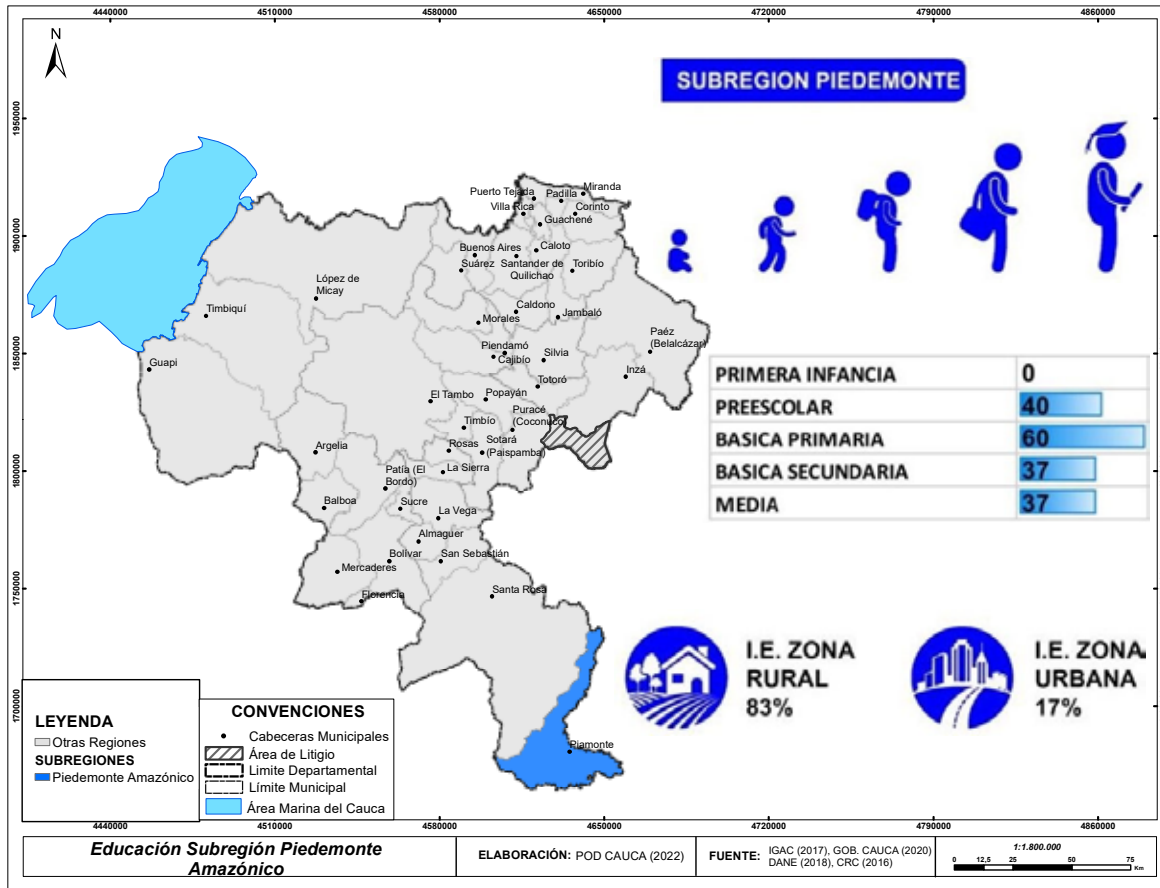 4440000 4510000 4580000 4650000 4720000 4790000 4860000
N
SUBREGION PIEDEMONTE
1950000
1900000
1850000
1800000
1750000
1700000
Miranda
Puerto Tejada
Padilla
Villa Rica
Corinto
Guachené
Buenos Aires
Caloto
Suárez
Santander de
Quilichao
Toribío
López de
Micay
Timbiquí
Caldono
Jambaló
Morales
Paéz
(Belalcázar)
Piendamó
Cajibío
Silvia
Guapi
Inzá
Totoró
El Tambo
Popayán
Puracé
(Coconuco)
Timbío
Argelia
Rosas
Sotará
(Paispamba)
La Sierra
Patía (El
Bordo)
Balboa
Sucre
La Vega
Almaguer
Bolívar
San Sebastián
Mercaderes
Florencia
Santa Rosa
Piamonte
PRIMERA INFANCIA 0
PREESCOLAR 40
BASICA PRIMARIA 60
BASICA SECUNDARIA 37
MEDIA 37
I.E. ZONA
RURAL
83%
I.E. ZONA
URBANA
17%
LEYENDA
Otras Regiones
SUBREGIONES
Piedemonte Amazónico
CONVENCIONES
Cabeceras Municipales
Área de Litigio
Limite Departamental
Límite Municipal
Área Marina del Cauca
4440000 4510000 4580000 4650000 4720000 4790000 4860000
Educación Subregión Piedemonte
Amazónico
ELABORACIÓN: POD CAUCA (2022)
FUENTE: IGAC (2017), GOB. CAUCA (2020)
DANE (2018), CRC (2016)
1:1.800.000
0 12,5 25 50 75
Km